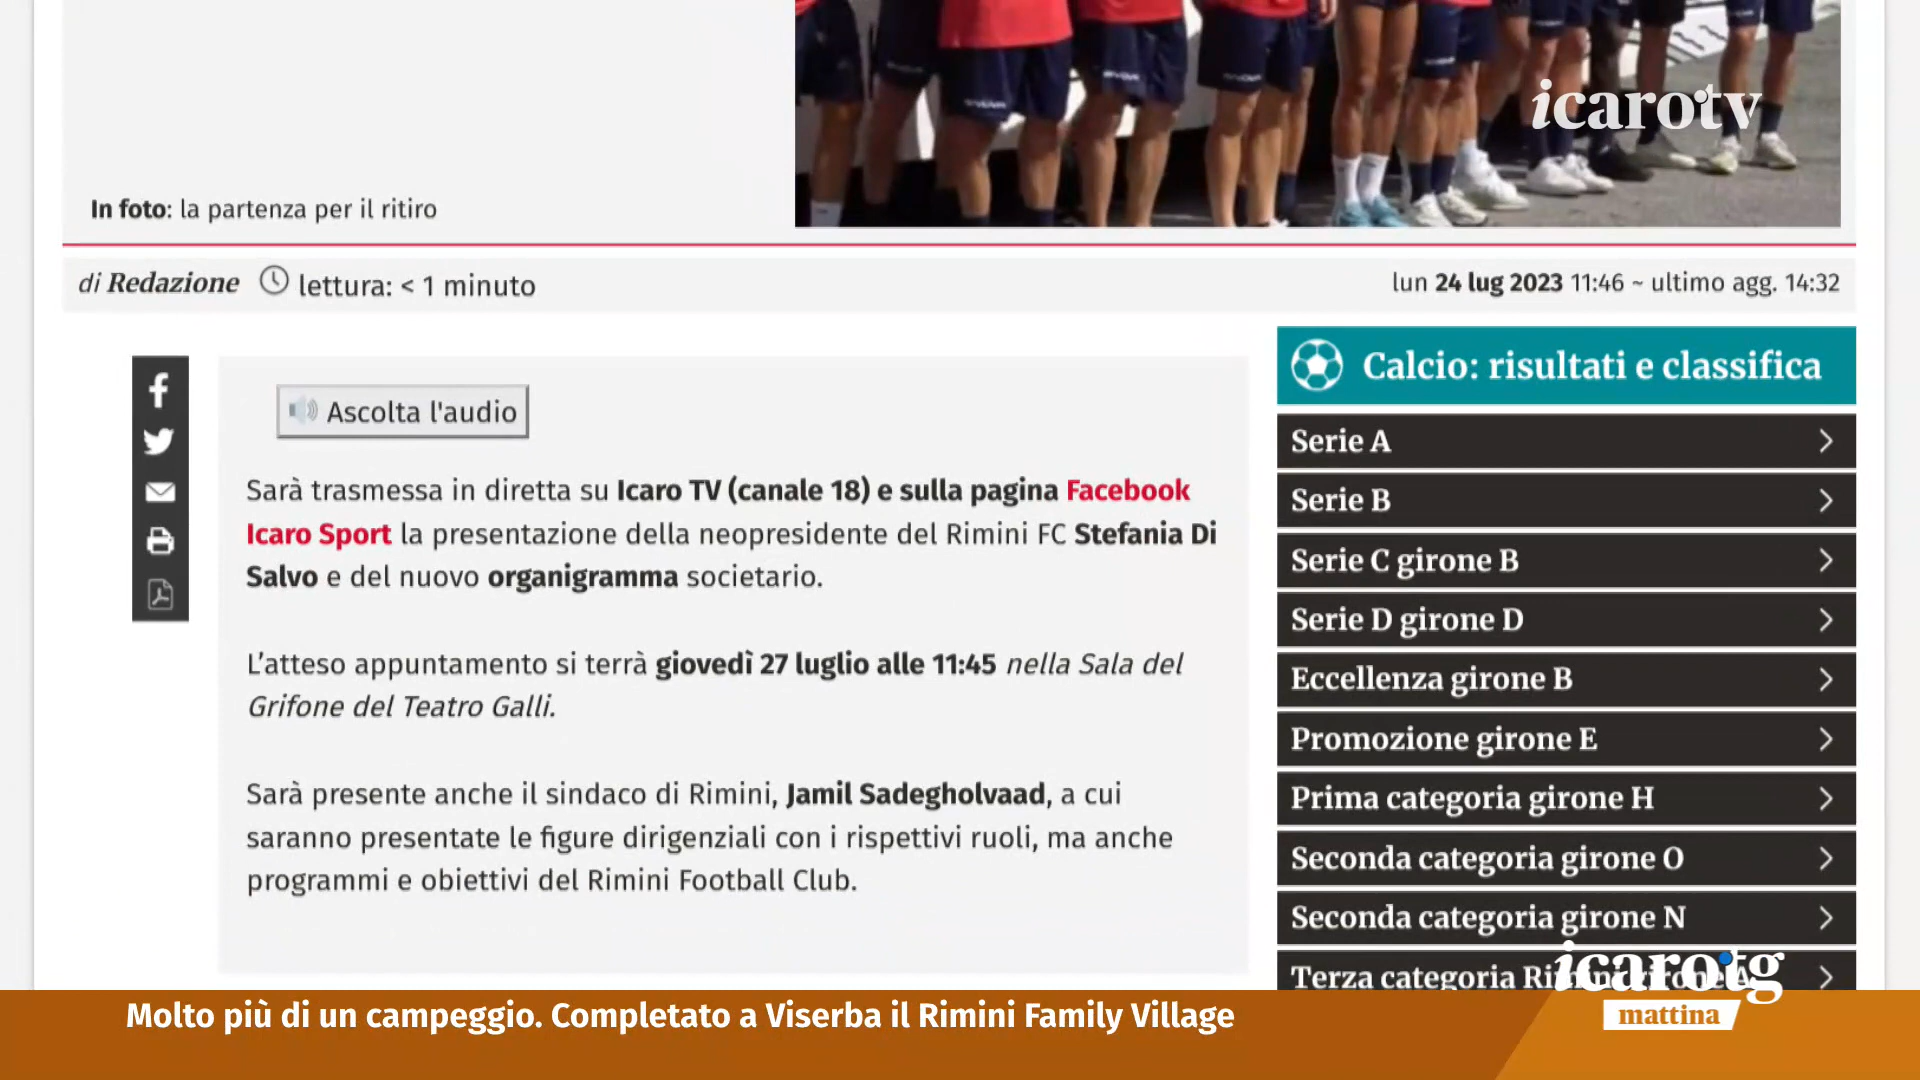 icarotv
In foto: la partenza per il ritiro
di Redazione lettura: < 1 minuto
lun 24 lug 2023 11:46 ~ ultimo agg. 14:32
Ascolta l'audio
Sarà trasmessa in diretta su Icaro TV (canale 18) e sulla pagina Facebook
Icaro Sport la presentazione della neopresidente del Rimini FC Stefania Di
Salvo e del nuovo organigramma societario.
L’atteso appuntamento si terrà giovedì 27 luglio alle 11:45 nella Sala del
Grifone del Teatro Galli.
Sarà presente anche il sindaco di Rimini, Jamil Sadegholvaad, a cui
saranno presentate le figure dirigenziali con i rispettivi ruoli, ma anche
programmi e obiettivi del Rimini Football Club.
Calcio: risultati e classifica
Serie A
Serie B
Serie C girone B
Serie D girone D
Eccellenza girone B
Promozione girone E
Prima categoria girone H
Seconda categoria girone O
Seconda categoria girone N
Terza categoria Rimini girone A
icarotg
mattina
Molto più di un campeggio. Completato a Viserba il Rimini Family Village